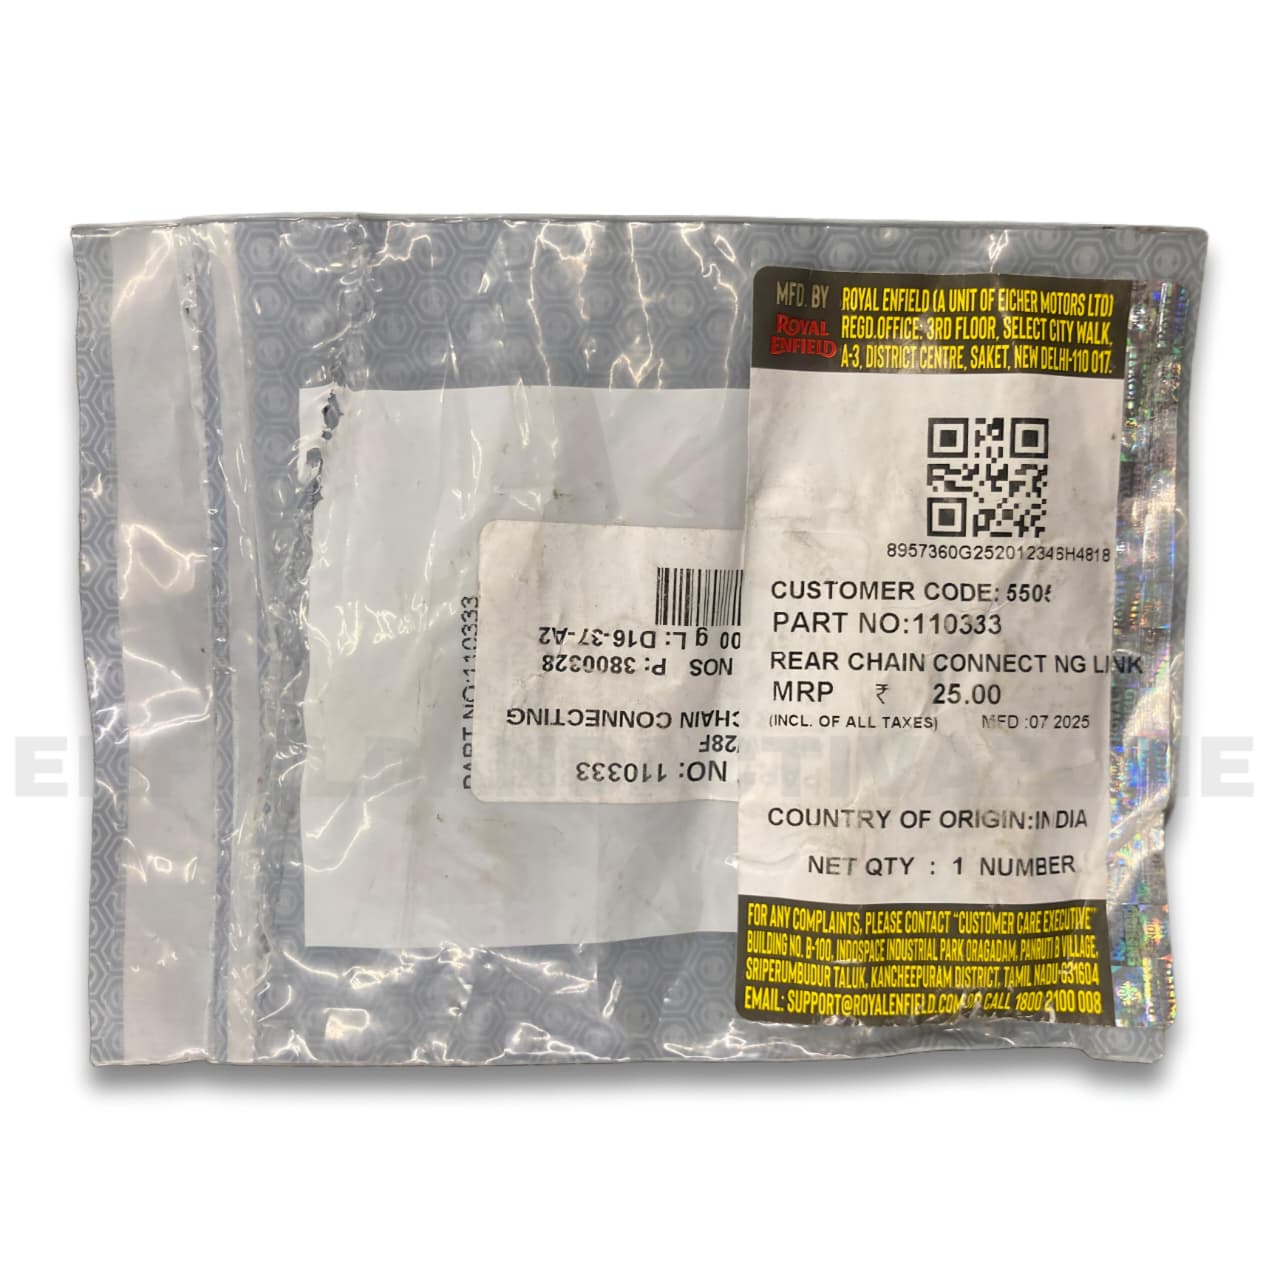 MFD. BY
ROYAL ENFIELD
ROYAL ENFIELD (A UNIT OF EICHER MOTORS LTD)
REGD.OFFICE: 3RD FLOOR, SELECT CITY WALK,
A-3, DISTRICT CENTRE, SAKET, NEW DELHI-110 017.
8957360G252012346H4818
CUSTOMER CODE: 5505
PART NO:110333
REAR CHAIN CONNECT NG LINK
MRP ₹ 25.00
(INCL. OF ALL TAXES) MFD :07 2025
COUNTRY OF ORIGIN:INDIA
NET QTY : 1 NUMBER
FOR ANY COMPLAINTS, PLEASE CONTACT "CUSTOMER CARE EXECUTIVE"
BUILDING NO. B-100, INDOSPACE INDUSTRIAL PARK ORAGADAM, PANRUTI B VILLAGE,
SRIPERUMBUDUR TALUK, KANCHEEPURAM DISTRICT, TAMIL NADU-631604
EMAIL: SUPPORT@ROYALENFIELD.COM OR CALL 1800 2100 008
PART NO:110333
NO: 110333
/28F
CHAIN CONNECTING
NOS P: 3800328
00 g L: D16-37-A2